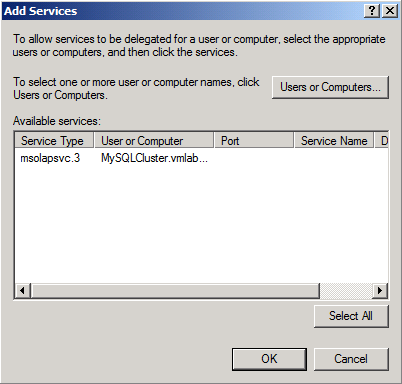 Add Services
To allow services to be delegated for a user or computer, select the appropriate
users or computers, and then click the services.
To select one or more user or computer names, click
Users or Computers.
Users or Computers...
Available services:
Service Type User or Computer Port Service Name D
msolapsvc.3 MySQLCluster.vmlab...
Select All
OK Cancel